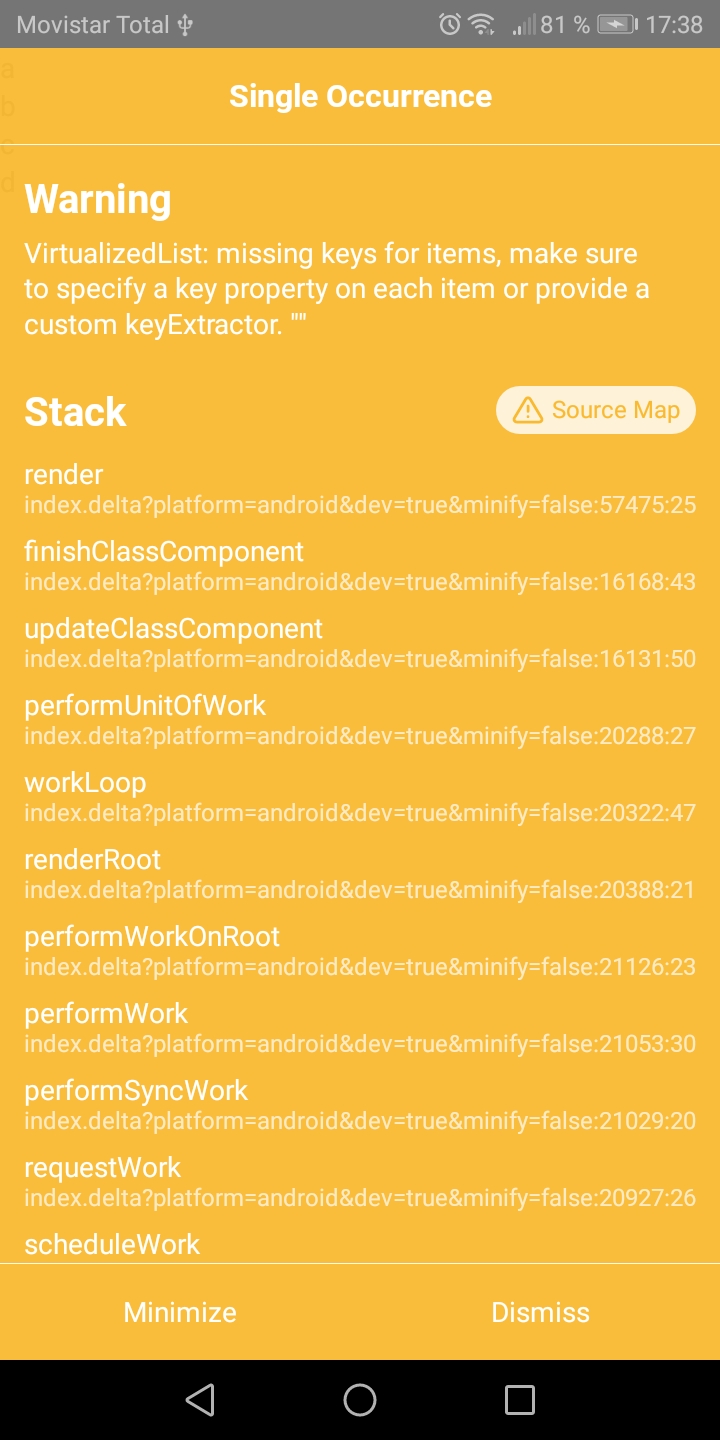 Movistar Total 81 % 17:38
a
b
c
d
Single Occurrence
Warning
VirtualizedList: missing keys for items, make sure
to specify a key property on each item or provide a
custom keyExtractor. ""
Stack
Source Map
render
index.delta?platform=android&dev=true&minify=false:57475:25
finishClassComponent
index.delta?platform=android&dev=true&minify=false:16168:43
updateClassComponent
index.delta?platform=android&dev=true&minify=false:16131:50
performUnitOfWork
index.delta?platform=android&dev=true&minify=false:20288:27
workLoop
index.delta?platform=android&dev=true&minify=false:20322:47
renderRoot
index.delta?platform=android&dev=true&minify=false:20388:21
performWorkOnRoot
index.delta?platform=android&dev=true&minify=false:21126:23
performWork
index.delta?platform=android&dev=true&minify=false:21053:30
performSyncWork
index.delta?platform=android&dev=true&minify=false:21029:20
requestWork
index.delta?platform=android&dev=true&minify=false:20927:26
scheduleWork
Minimize
Dismiss